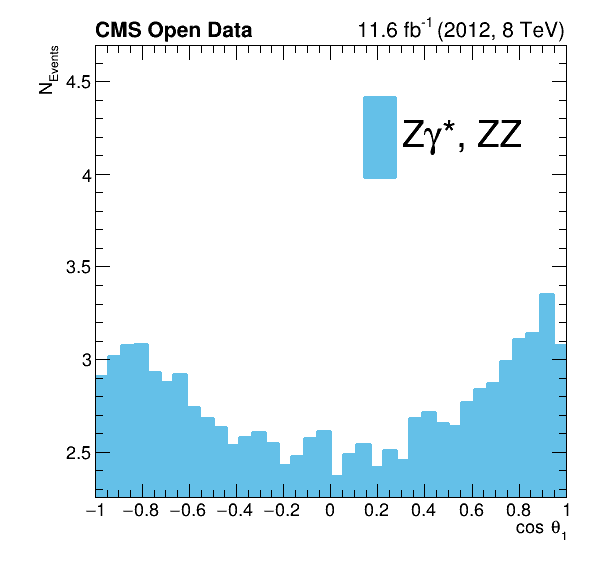 CMS Open Data 11.6 fb⁻¹ (2012, 8 TeV)
N_Events
Zγ*, ZZ
4.5
4
3.5
3
2.5
−1 −0.8 −0.6 −0.4 −0.2 0 0.2 0.4 0.6 0.8 1
cos θ₁